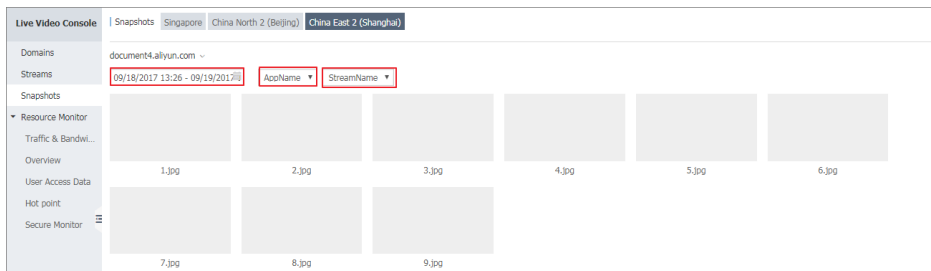 Live Video Console
Snapshots Singapore China North 2 (Beijing) China East 2 (Shanghai)
Domains
Streams
Snapshots
Resource Monitor
Traffic & Bandwi...
Overview
User Access Data
Hot point
Secure Monitor
document4.aliyun.com
09/18/2017 13:26 - 09/19/2017 AppName StreamName
1.jpg 2.jpg 3.jpg 4.jpg 5.jpg 6.jpg
7.jpg 8.jpg 9.jpg